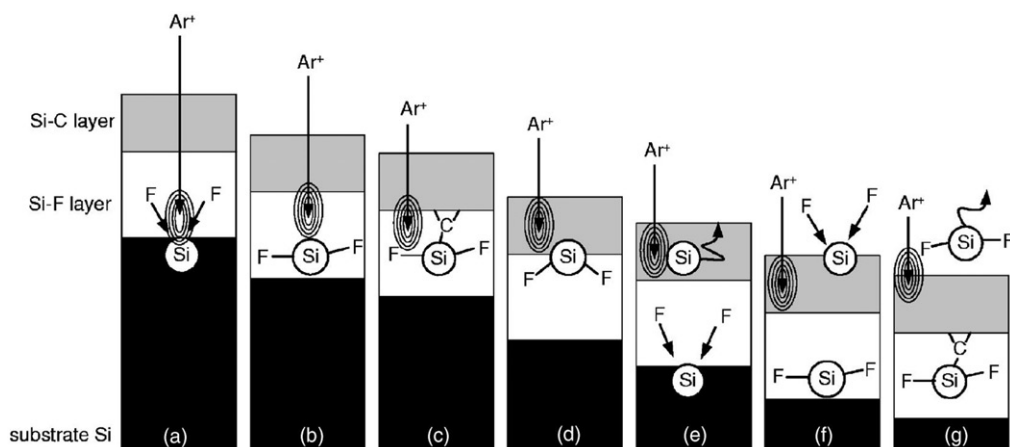 Ar⁺
Ar⁺
Ar⁺
Ar⁺
Ar⁺
Ar⁺
Ar⁺
Si-C layer
Si-F layer
substrate Si
F F
Si
(a)
F Si F
(b)
C
F Si F
(c)
Si
F F
(d)
Si
F F
Si
(e)
F F
Si
F Si F
(f)
F Si F
C
F Si F
(g)